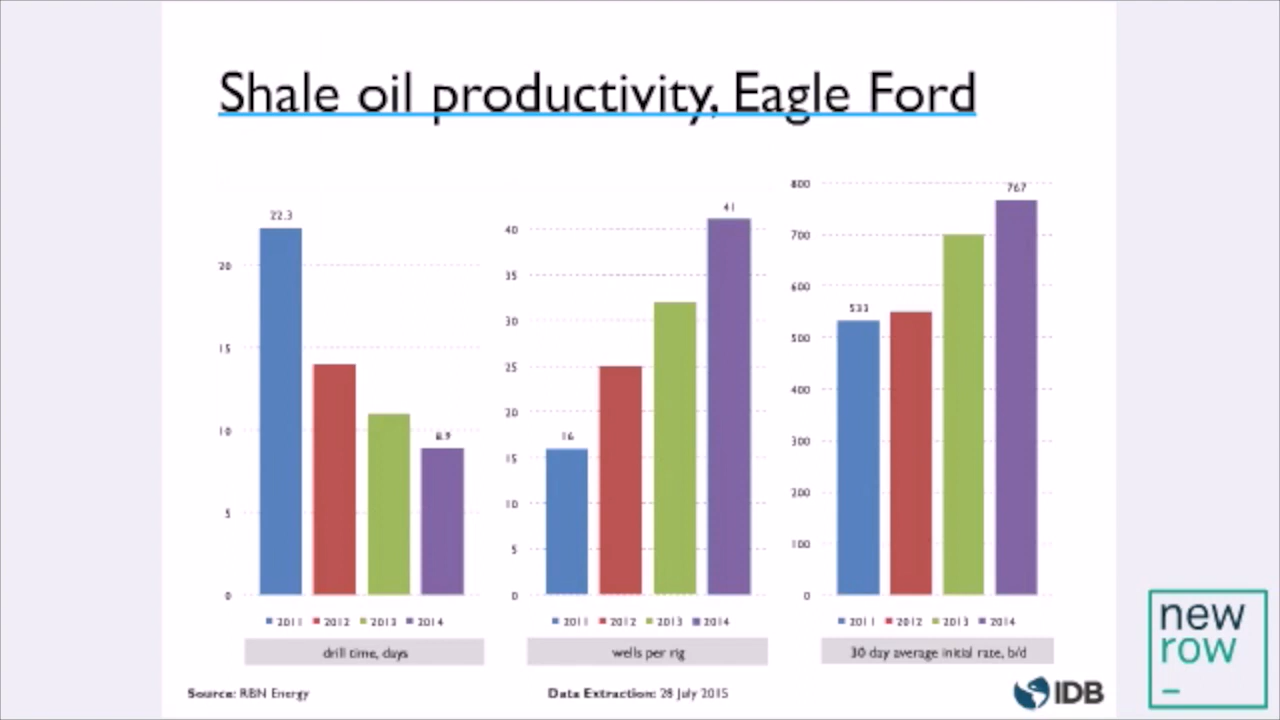 Shale oil productivity, Eagle Ford
22.3
20
15
10
5
0
8.9
2011 2012 2013 2014
drill time, days
41
40
35
30
25
20
15
10
5
0
16
2011 2012 2013 2014
wells per rig
800
700
600
500
400
300
200
100
0
533
767
2011 2012 2013 2014
30 day average initial rate, b/d
Source: RBN Energy
Data Extraction: 28 July 2015
IDB
new
row